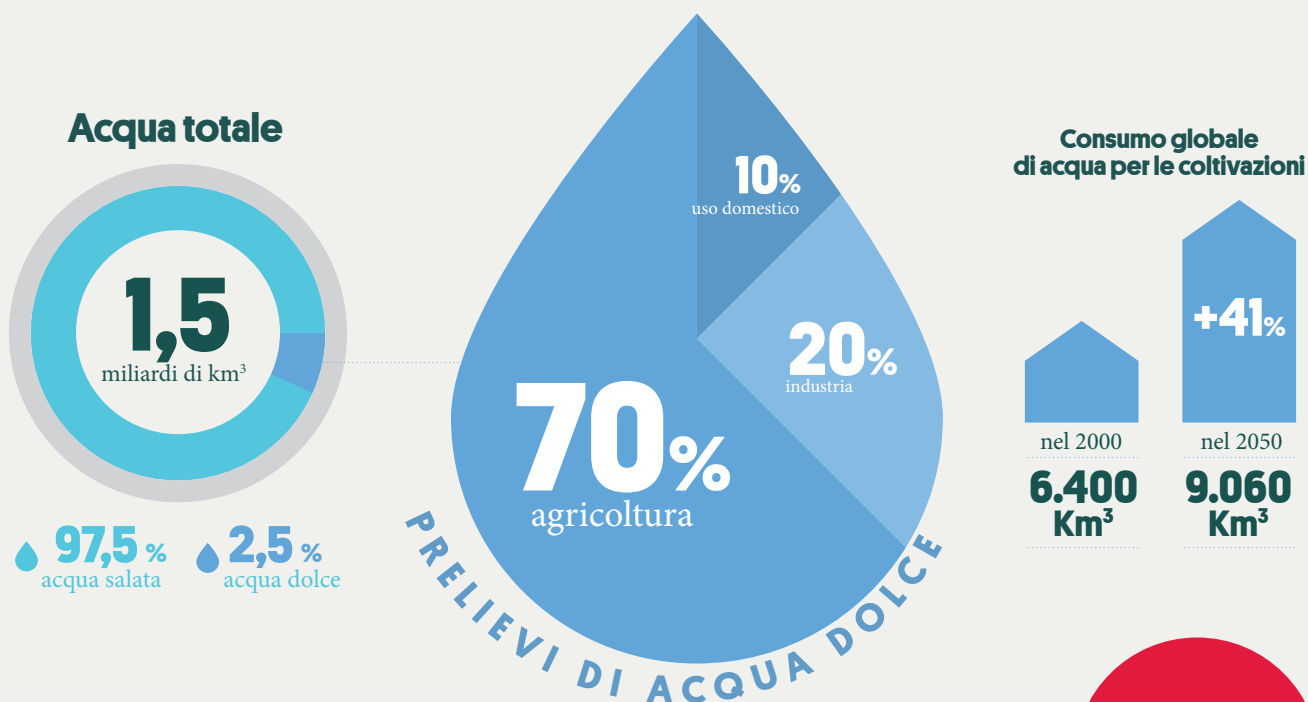 Acqua totale
1,5
miliardi di km³
97,5 %
acqua salata
2,5 %
acqua dolce
10%
uso domestico
20%
industria
70%
agricoltura
PRELIEVI DI ACQUA DOLCE
Consumo globale
di acqua per le coltivazioni
+41%
nel 2000
6.400
Km³
nel 2050
9.060
Km³